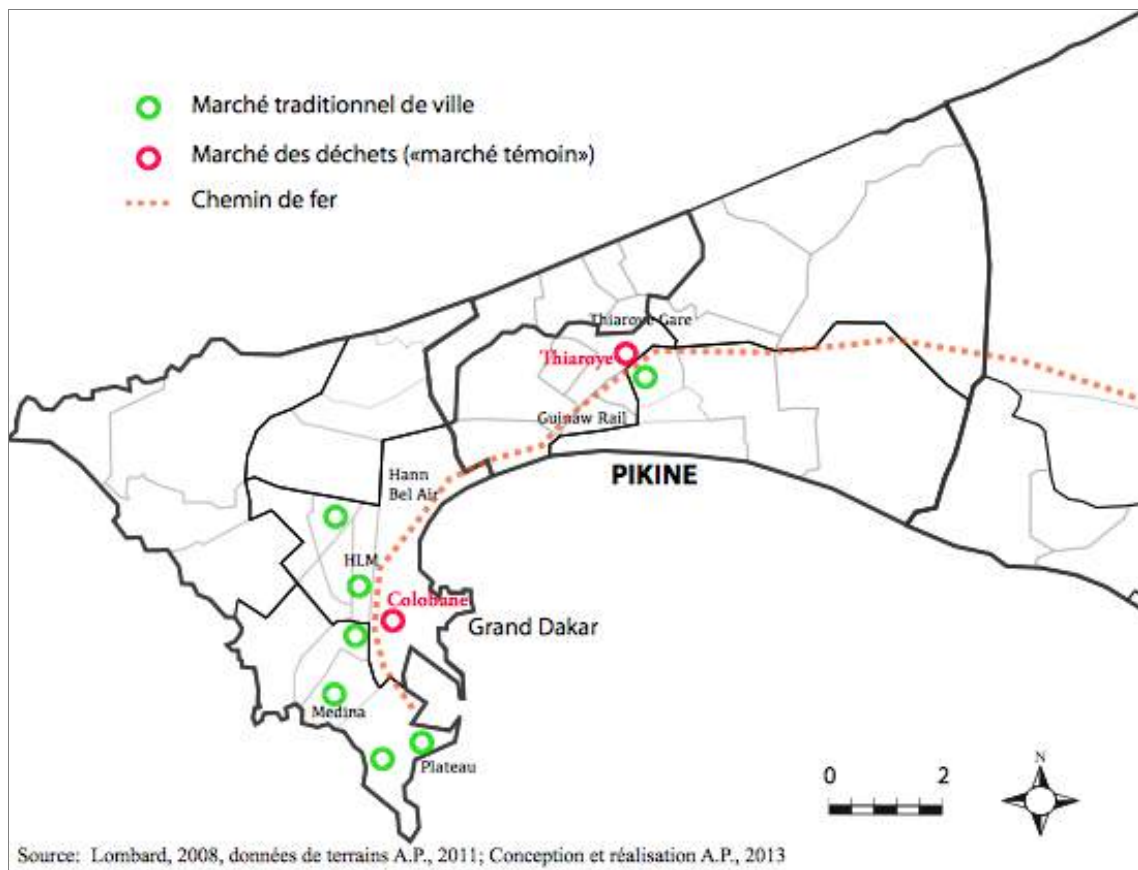 Marché traditionnel de ville
Marché des déchets («marché témoin»)
Chemin de fer
Thiaroye Gare
Thiaroye
Guinaw Rail
PIKINE
Hann
Bel Air
HLM
Colobane
Grand Dakar
Medina
Plateau
0 2
N
Source: Lombard, 2008, données de terrains A.P., 2011; Conception et réalisation A.P., 2013